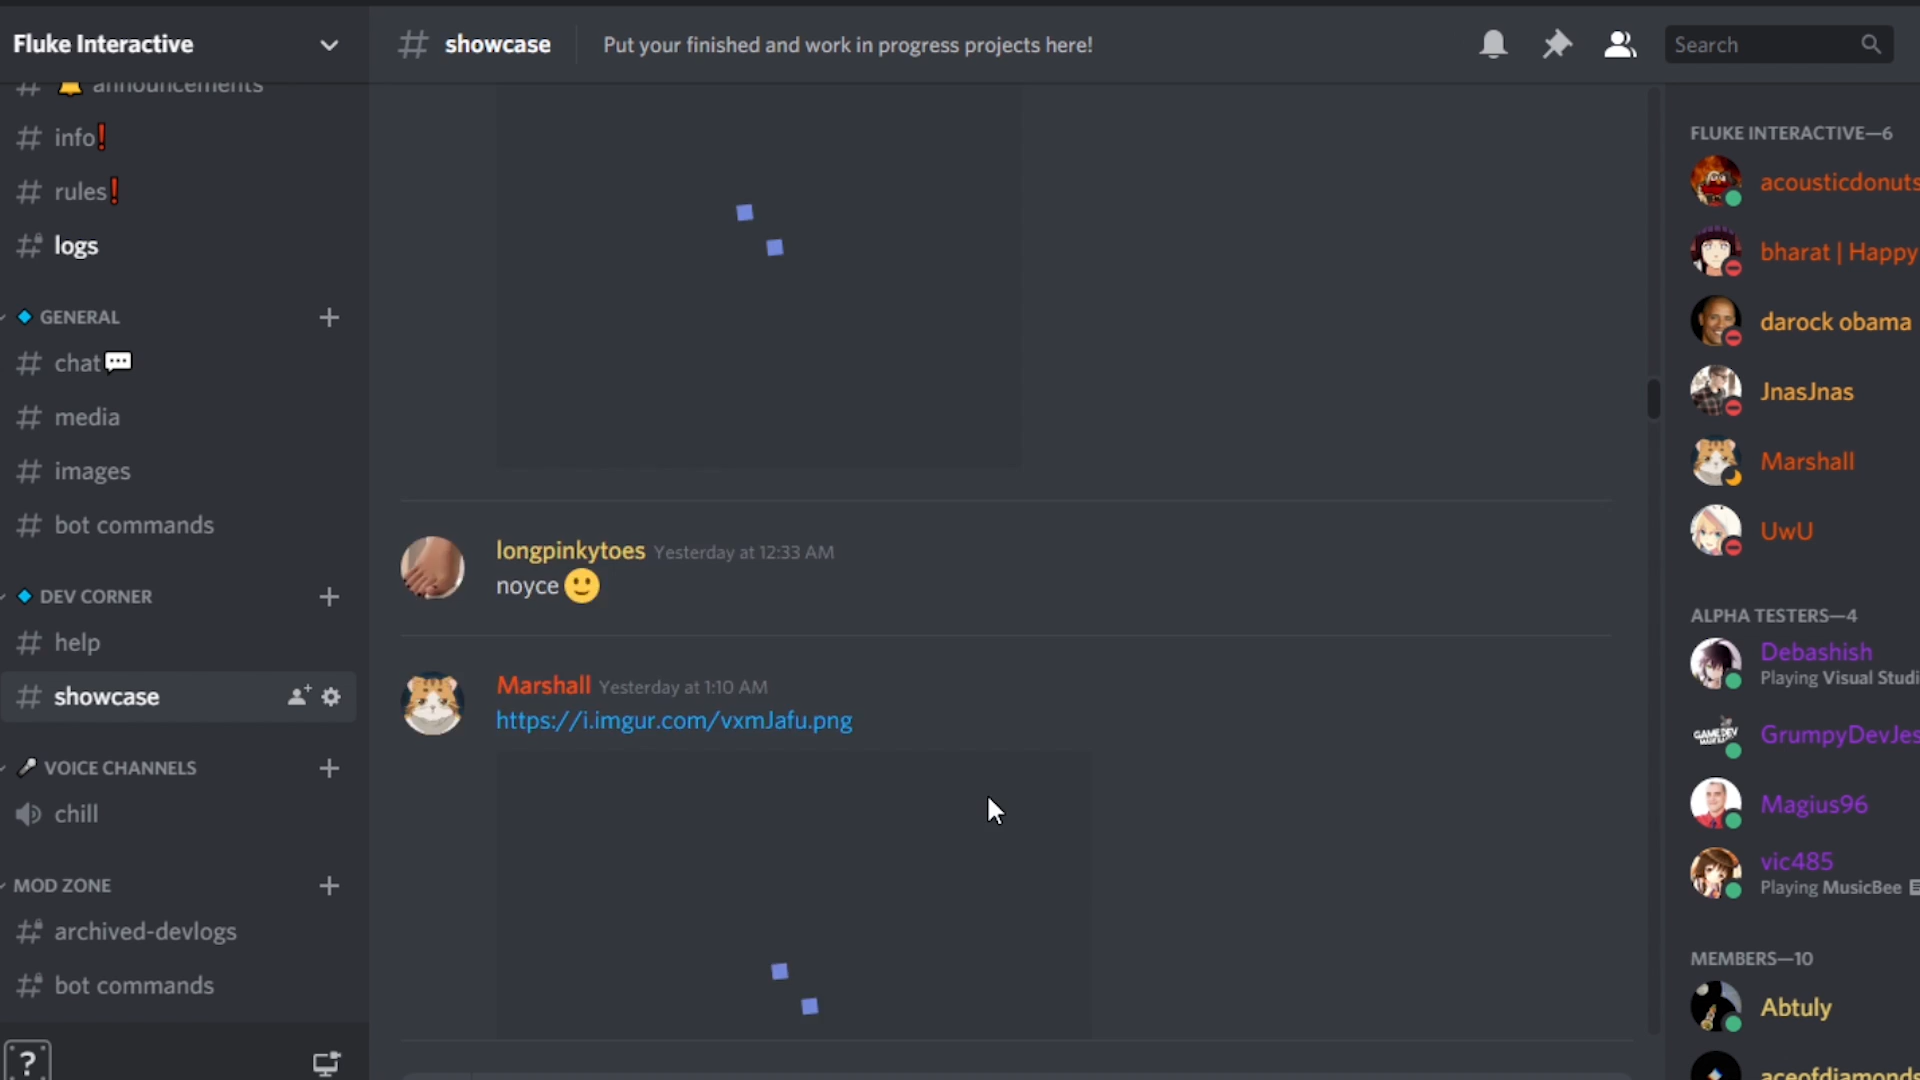 Fluke Interactive
announcements
info❗
rules❗
logs
GENERAL
chat
media
images
bot commands
DEV CORNER
help
showcase
VOICE CHANNELS
chill
MOD ZONE
archived-devlogs
bot commands
# showcase
Put your finished and work in progress projects here!
Search
longpinkytoes Yesterday at 12:33 AM
noyce 🙂
Marshall Yesterday at 1:10 AM
https://i.imgur.com/vxmJafu.png
FLUKE INTERACTIVE—6
acousticdonuts
bharat | Happy
darock obama
JnasJnas
Marshall
UwU
ALPHA TESTERS—4
Debashish
Playing Visual Studi
GrumpyDevJes
Magius96
vic485
Playing MusicBee
MEMBERS—10
Abtuly
aceofdiamonds